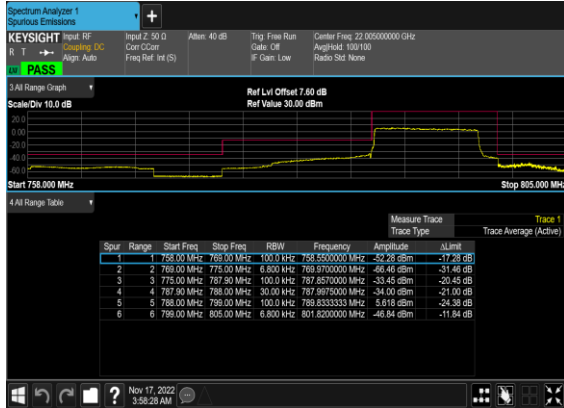 Spectrum Analyzer 1
Spurious Emissions
KEYSIGHT Input: RF Input Z: 50 Ω Atten: 40 dB Trig: Free Run Center Freq: 22.005000000 GHz
R T Coupling: DC Corr CCorr Gate: Off Avg|Hold: 100/100
Align: Auto Freq Ref: Int (S) IF Gain: Low Radio Std: None
PASS
3 All Range Graph
Ref Lvl Offset 7.60 dB
Scale/Div 10.0 dB Ref Value 30.00 dBm
20.0
0.00
-20.0
-40.0
-60.0
Start 758.000 MHz Stop 805.000 MHz
4 All Range Table
Measure Trace Trace 1
Trace Type Trace Average (Active)
Spur Range Start Freq Stop Freq RBW Frequency Amplitude ΔLimit
1 1 758.00 MHz 769.00 MHz 100.0 kHz 758.5500000 MHz -52.28 dBm -17.28 dB
2 2 769.00 MHz 775.00 MHz 6.800 kHz 769.9700000 MHz -66.46 dBm -31.46 dB
3 3 775.00 MHz 787.90 MHz 100.0 kHz 787.8570000 MHz -33.45 dBm -20.45 dB
4 4 787.90 MHz 788.00 MHz 30.00 kHz 787.9975000 MHz -34.00 dBm -21.00 dB
5 5 788.00 MHz 799.00 MHz 100.0 kHz 789.8333333 MHz 5.618 dBm -24.38 dB
6 6 799.00 MHz 805.00 MHz 6.800 kHz 801.8200000 MHz -46.84 dBm -11.84 dB
? Nov 17, 2022
3:58:28 AM